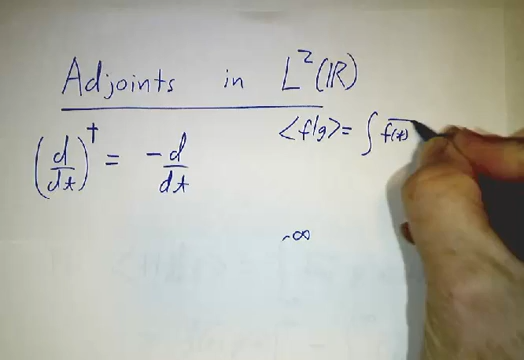 Adjoints in L²(ℝ)
(d/dt)† = -d/dt
<f|g> = ∫ f(t)̅
-∞